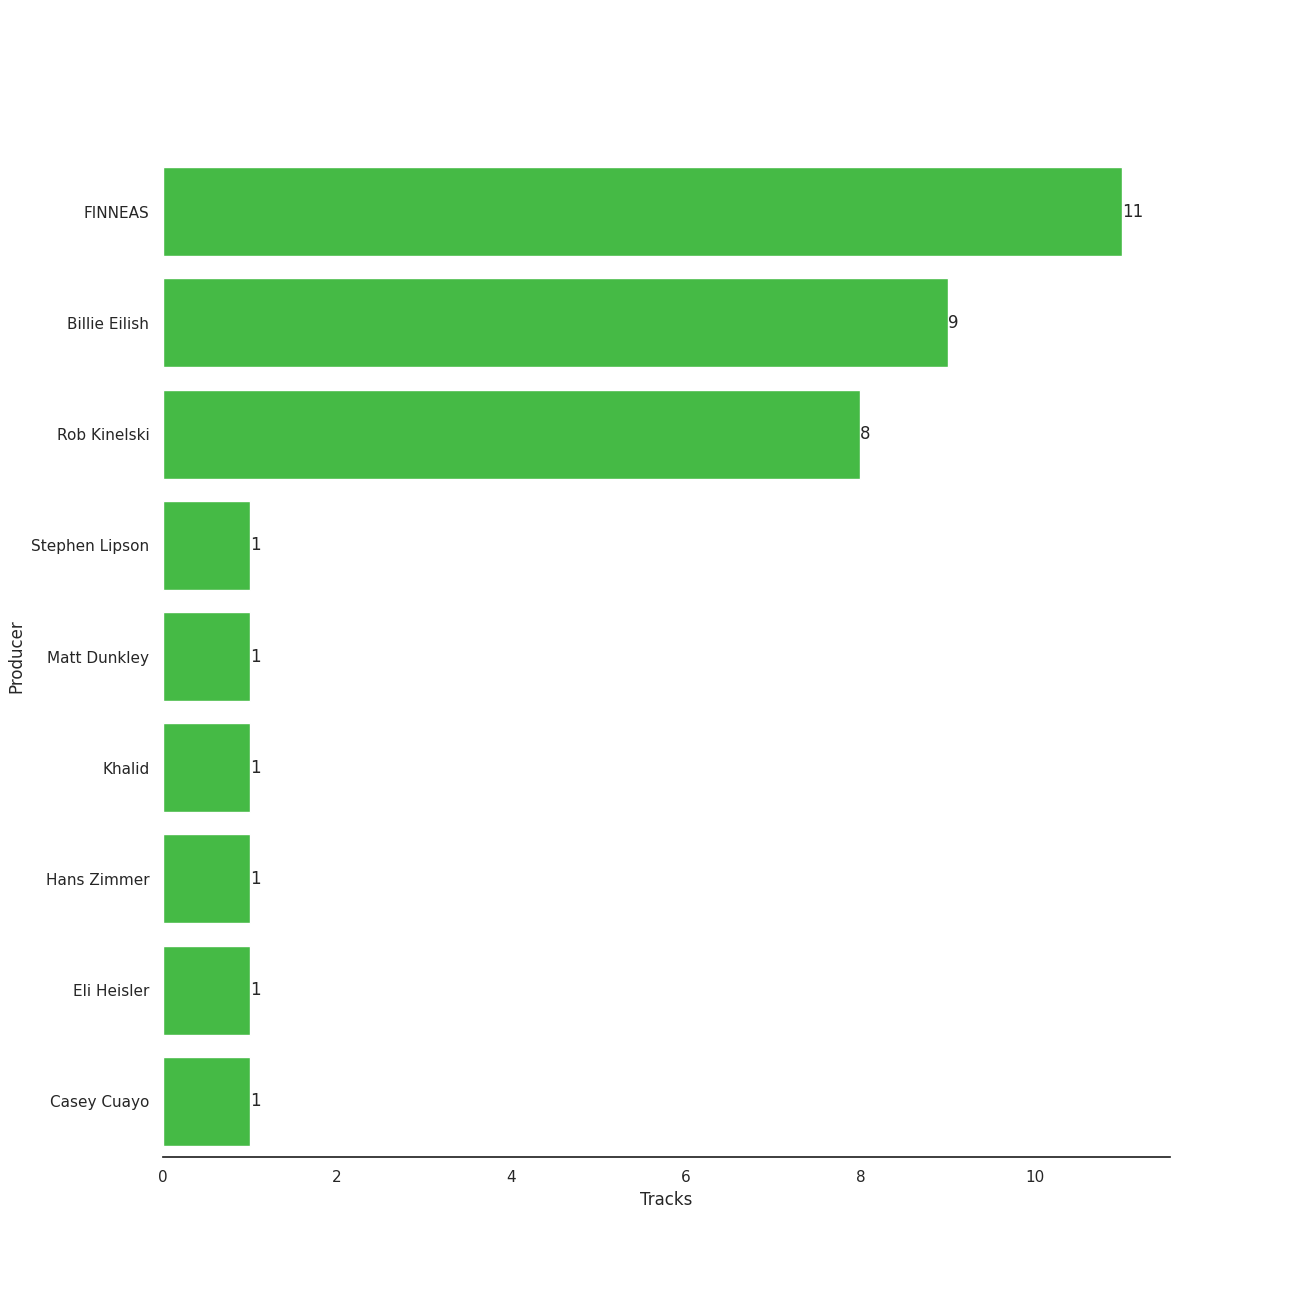 FINNEAS 11
Billie Eilish 9
Rob Kinelski 8
Stephen Lipson 1
Matt Dunkley 1
Khalid 1
Hans Zimmer 1
Eli Heisler 1
Casey Cuayo 1
Producer
0 2 4 6 8 10
Tracks